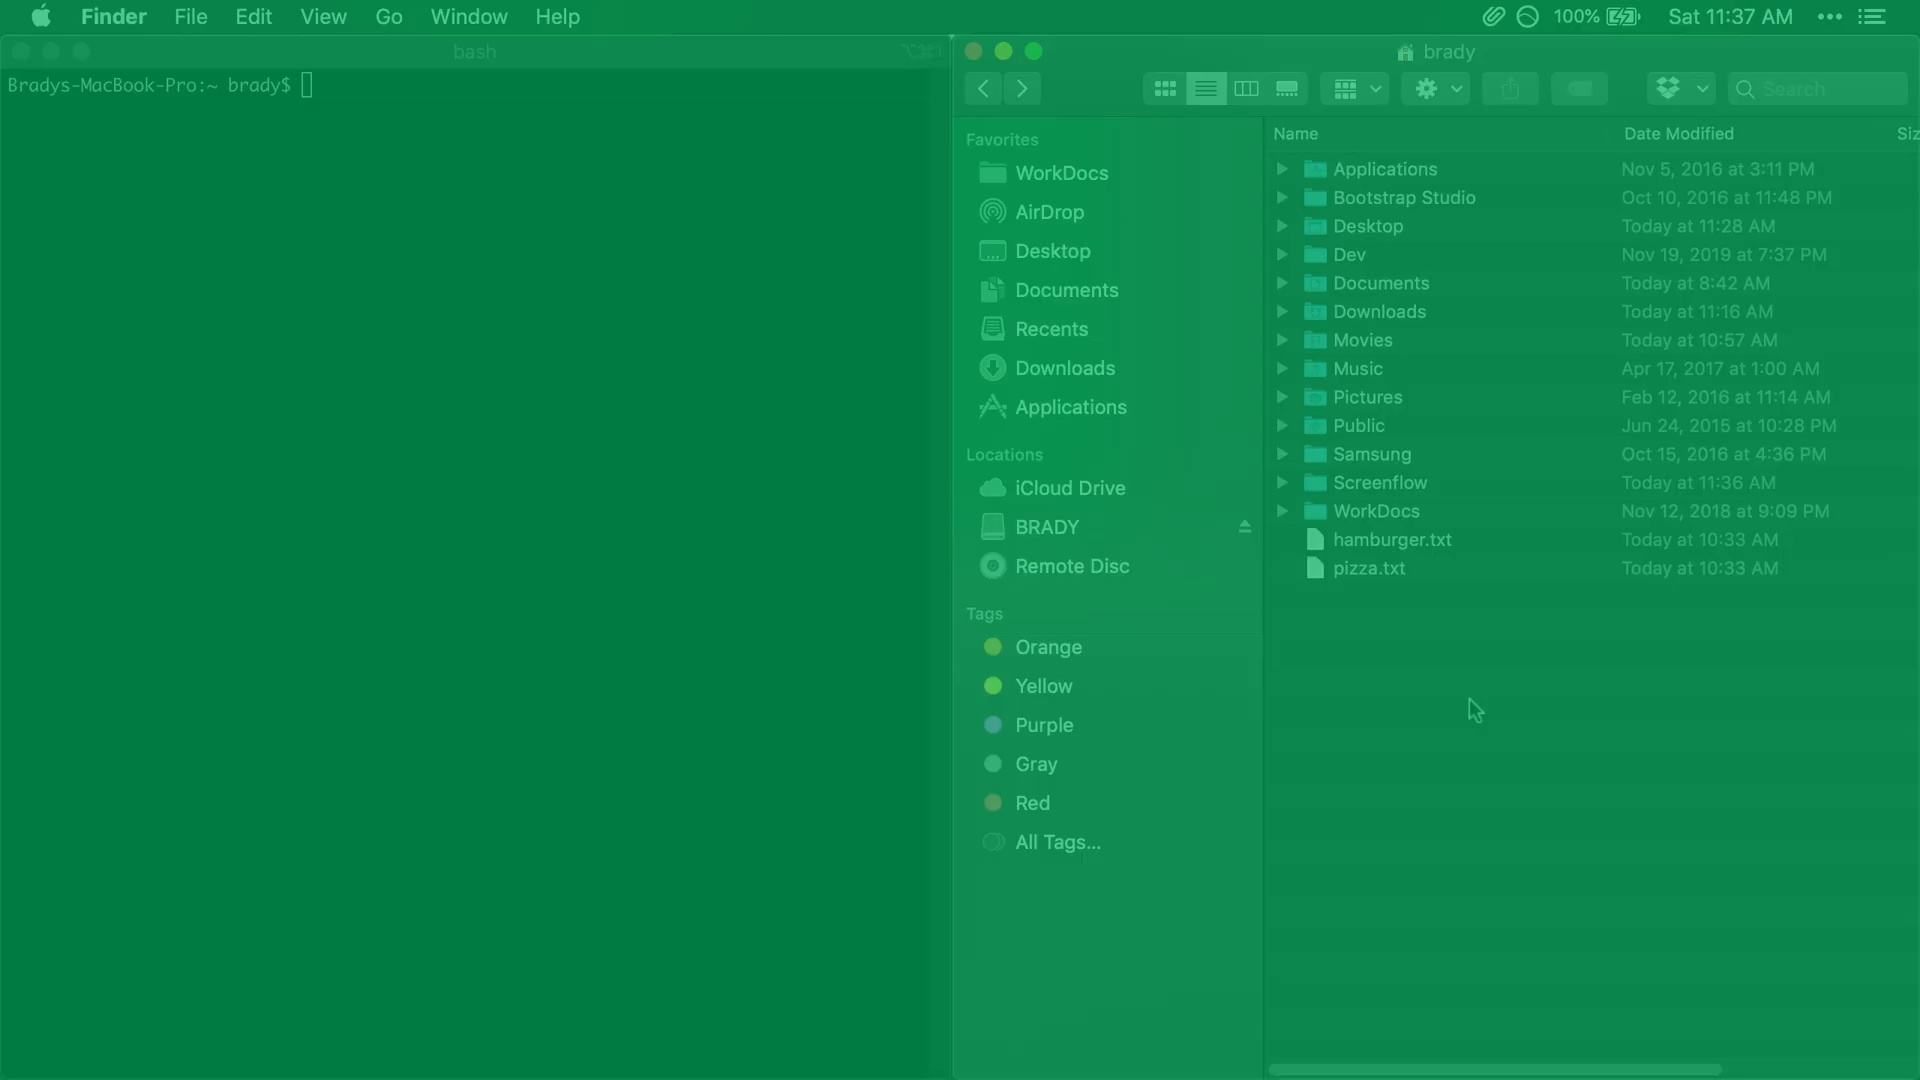 Finder File Edit View Go Window Help 100% Sat 11:37 AM
bash
Bradys-MacBook-Pro:~ brady$
brady
Search
Favorites
WorkDocs
AirDrop
Desktop
Documents
Recents
Downloads
Applications
Locations
iCloud Drive
BRADY
Remote Disc
Tags
Orange
Yellow
Purple
Gray
Red
All Tags...
Name Date Modified Siz
Applications Nov 5, 2016 at 3:11 PM
Bootstrap Studio Oct 10, 2016 at 11:48 PM
Desktop Today at 11:28 AM
Dev Nov 19, 2019 at 7:37 PM
Documents Today at 8:42 AM
Downloads Today at 11:16 AM
Movies Today at 10:57 AM
Music Apr 17, 2017 at 1:00 AM
Pictures Feb 12, 2016 at 11:14 AM
Public Jun 24, 2015 at 10:28 PM
Samsung Oct 15, 2016 at 4:36 PM
Screenflow Today at 11:36 AM
WorkDocs Nov 12, 2018 at 9:09 PM
hamburger.txt Today at 10:33 AM
pizza.txt Today at 10:33 AM